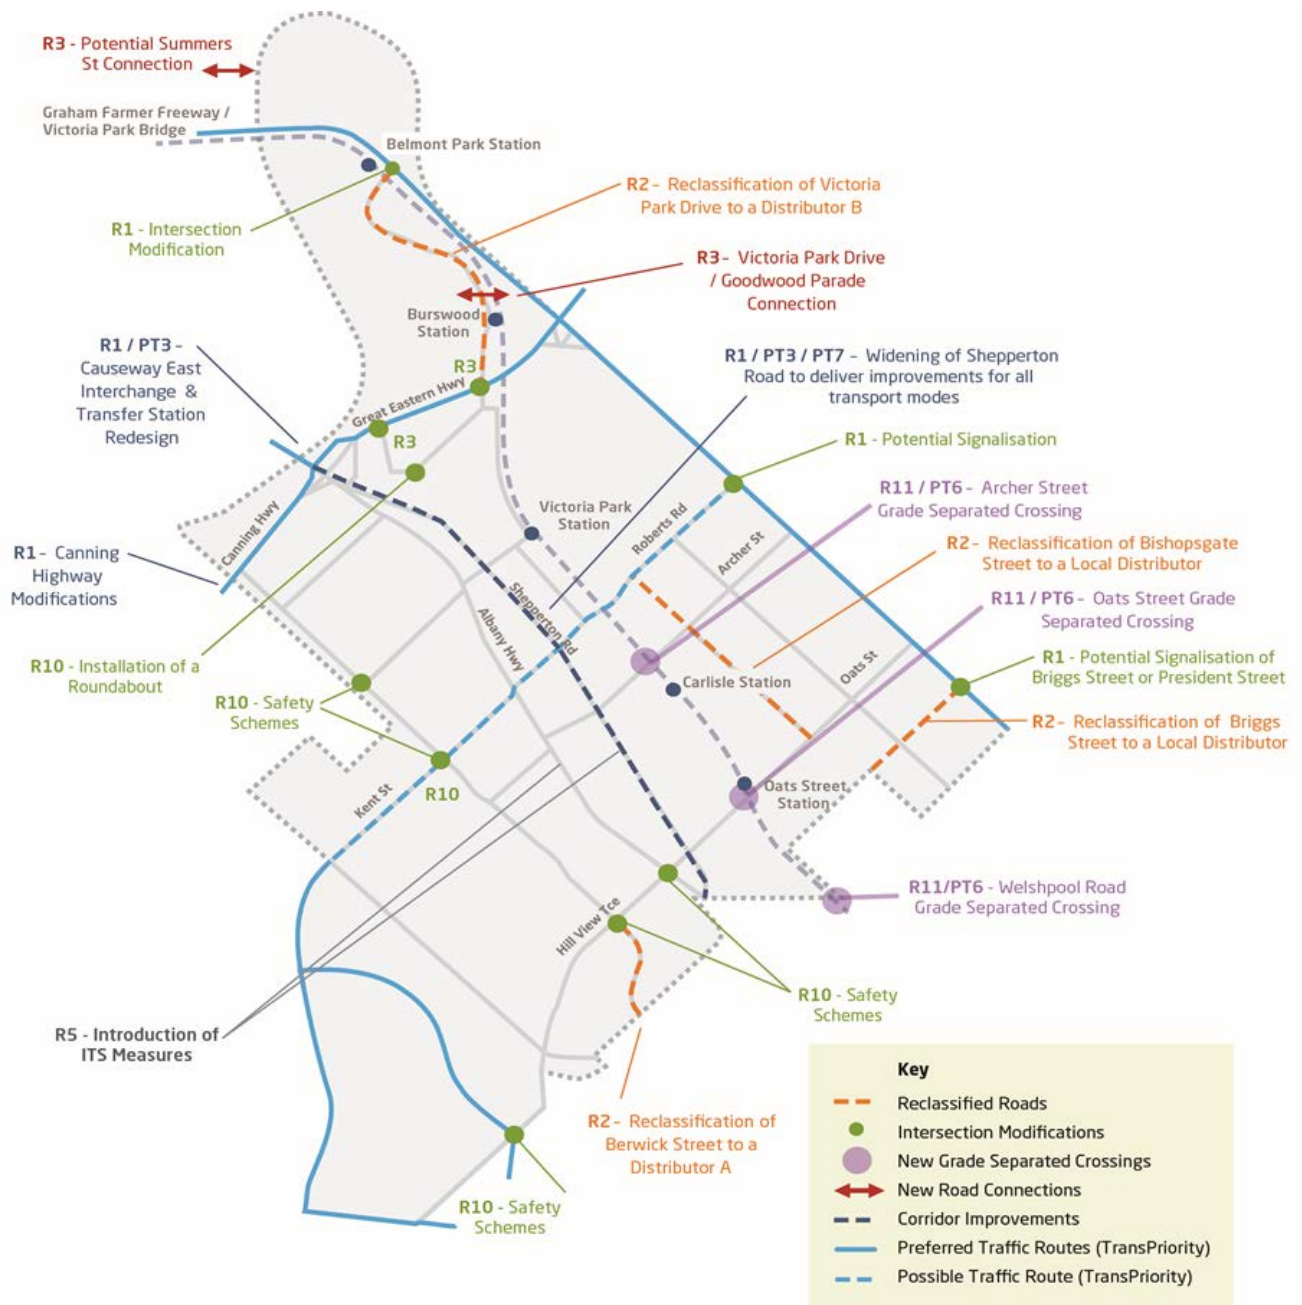 R3 - Potential Summers
St Connection
Graham Farmer Freeway /
Victoria Park Bridge
Belmont Park Station
R2 – Reclassification of Victoria
Park Drive to a Distributor B
R1 - Intersection
Modification
R3 – Victoria Park Drive
/ Goodwood Parade
Connection
Burswood
Station
R1 / PT3 –
Causeway East
Interchange &
Transfer Station
Redesign
R3
Great Eastern Hwy
R3
R1 / PT3 / PT7 – Widening of Shepperton
Road to deliver improvements for all
transport modes
R1 - Potential Signalisation
R11 / PT6 – Archer Street
Grade Separated Crossing
Victoria Park
Station
Roberts Rd
Archer St
Canning Hwy
R2 – Reclassification of Bishopsgate
Street to a Local Distributor
R1 – Canning
Highway
Modifications
R11 / PT6 – Oats Street Grade
Separated Crossing
Shepperton Rd
Albany Hwy
R10 - Installation of a
Roundabout
Oats St
R1 - Potential Signalisation of
Briggs Street or President Street
Carlisle Station
R10 - Safety
Schemes
R2 – Reclassification of Briggs
Street to a Local Distributor
R10
Kent St
Oats Street
Station
R11/PT6 - Welshpool Road
Grade Separated Crossing
Hill View Tce
R10 - Safety
Schemes
R5 - Introduction of
ITS Measures
R2 – Reclassification of
Berwick Street to a
Distributor A
R10 - Safety
Schemes
Key
Reclassified Roads
Intersection Modifications
New Grade Separated Crossings
New Road Connections
Corridor Improvements
Preferred Traffic Routes (TransPriority)
Possible Traffic Route (TransPriority)